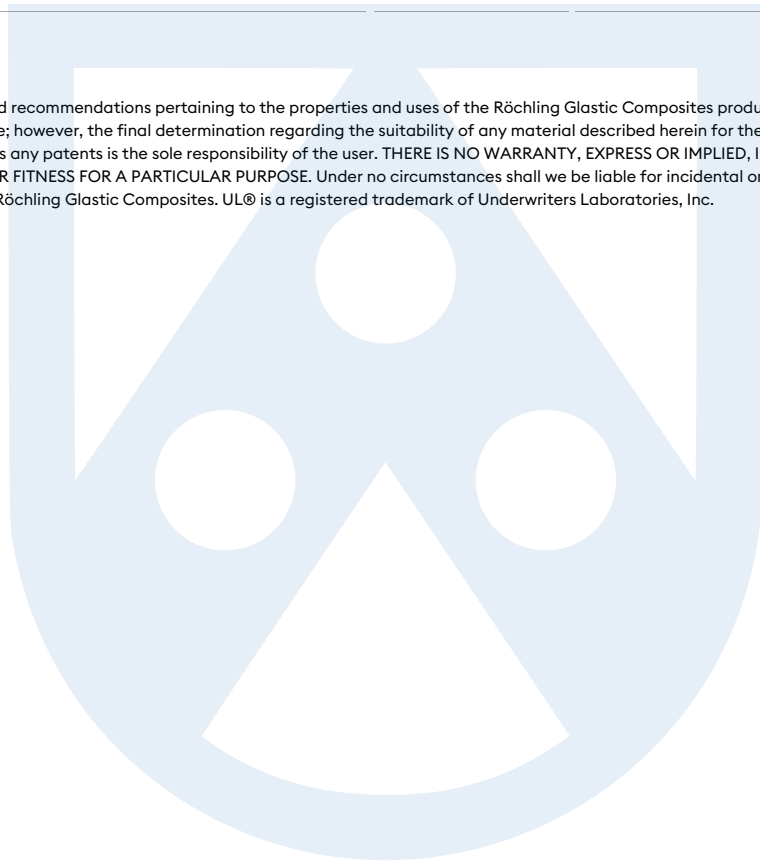 d recommendations pertaining to the properties and uses of the Röchling Glastic Composites produ
e; however, the final determination regarding the suitability of any material described herein for the
s any patents is the sole responsibility of the user. THERE IS NO WARRANTY, EXPRESS OR IMPLIED, I
R FITNESS FOR A PARTICULAR PURPOSE. Under no circumstances shall we be liable for incidental or
Röchling Glastic Composites. UL® is a registered trademark of Underwriters Laboratories, Inc.